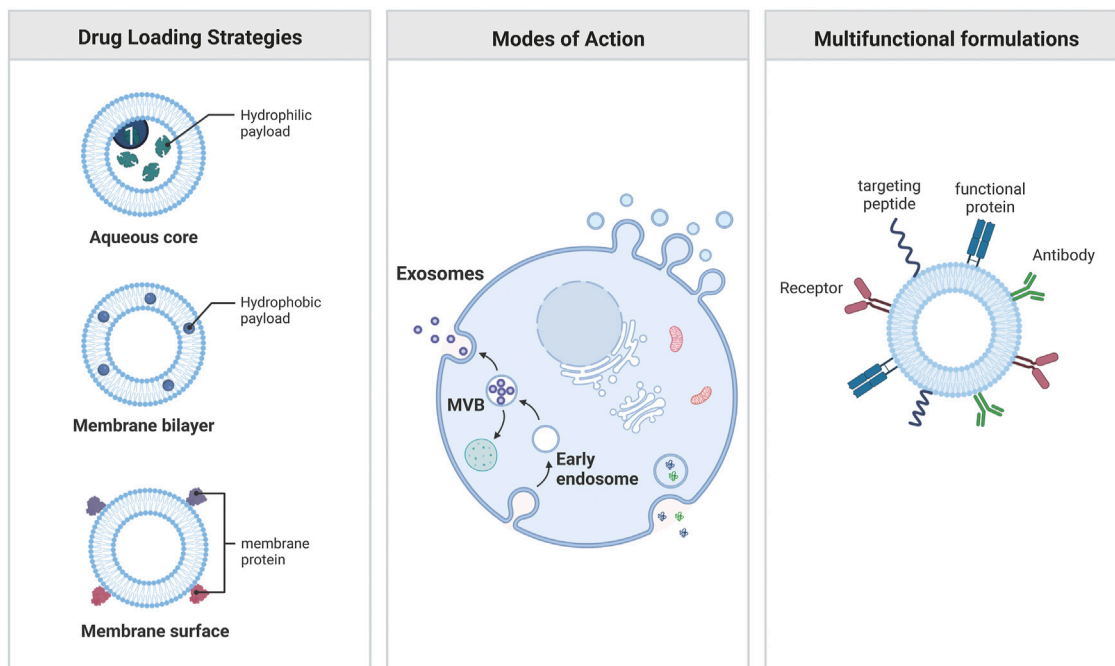 Drug Loading Strategies
1
Hydrophilic
payload
Aqueous core
Hydrophobic
payload
Membrane bilayer
membrane
protein
Membrane surface
Modes of Action
Exosomes
MVB
Early
endosome
Multifunctional formulations
targeting
peptide
functional
protein
Antibody
Receptor